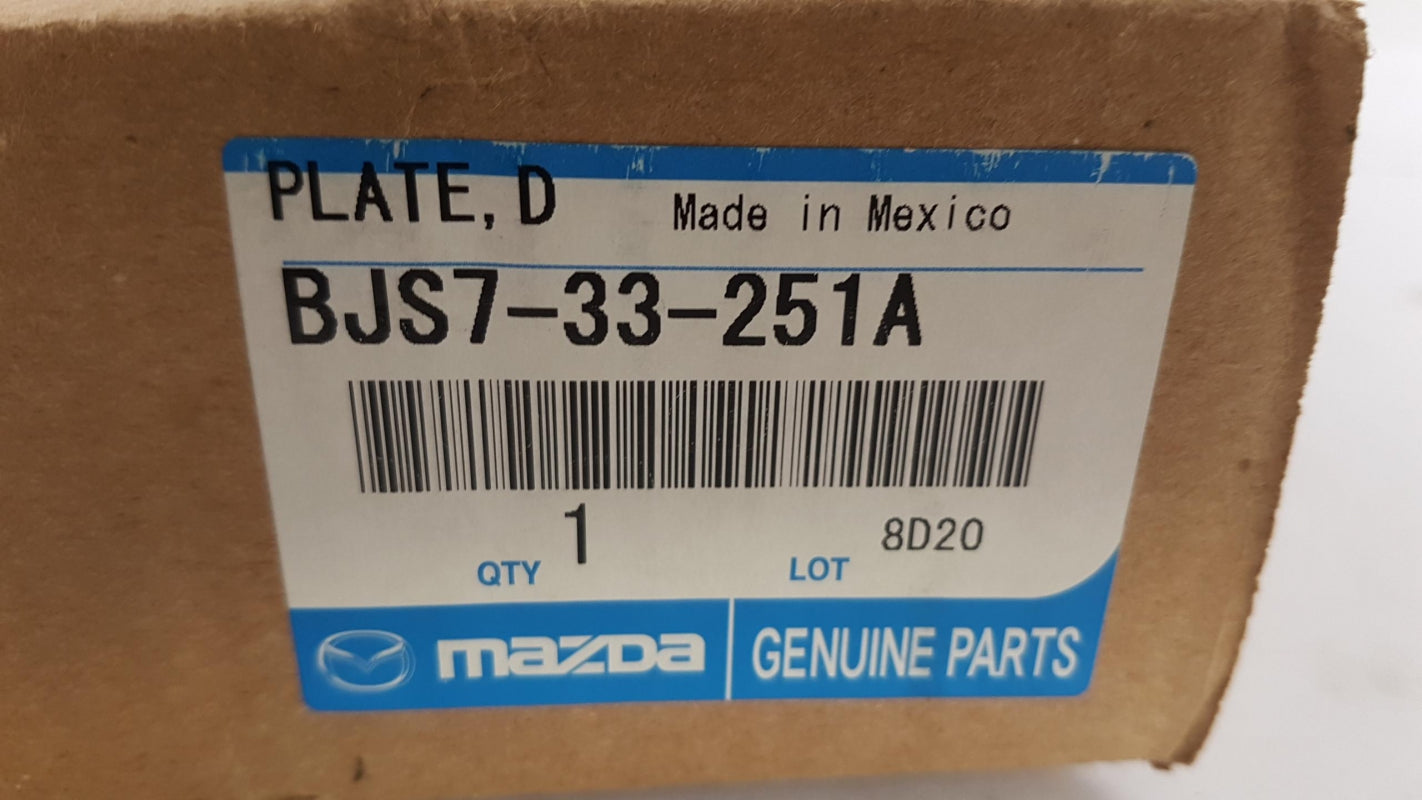 PLATE, D Made in Mexico
BJS7-33-251A
1 8D20
QTY LOT
mazda GENUINE PARTS